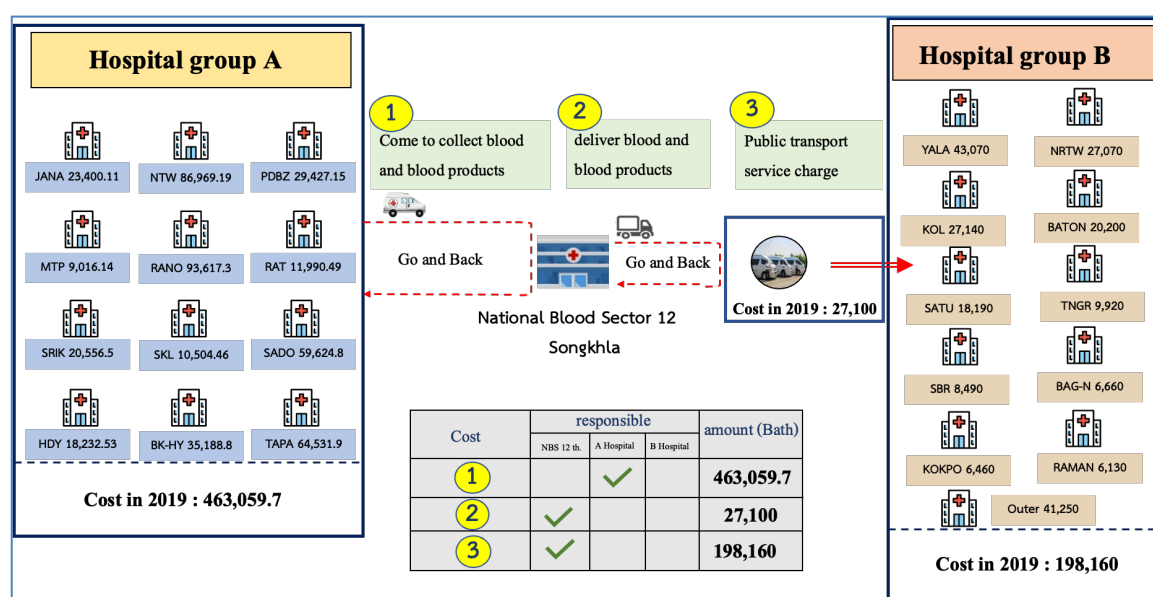 Hospital group A
JANA 23,400.11
NTW 86,969.19
PDBZ 29,427.15
MTP 9,016.14
RANO 93,617.3
RAT 11,990.49
SRIK 20,556.5
SKL 10,504.46
SADO 59,624.8
HDY 18,232.53
BK-HY 35,188.8
TAPA 64,531.9
Cost in 2019 : 463,059.7
1
Come to collect blood
and blood products
2
deliver blood and
blood products
3
Public transport
service charge
Go and Back
Go and Back
National Blood Sector 12
Songkhla
Cost in 2019 : 27,100
Cost responsible amount (Bath)
NBS 12 th. A Hospital B Hospital
1 463,059.7
2 27,100
3 198,160
Hospital group B
YALA 43,070
NRTW 27,070
KOL 27,140
BATON 20,200
SATU 18,190
TNGR 9,920
SBR 8,490
BAG-N 6,660
KOKPO 6,460
RAMAN 6,130
Outer 41,250
Cost in 2019 : 198,160